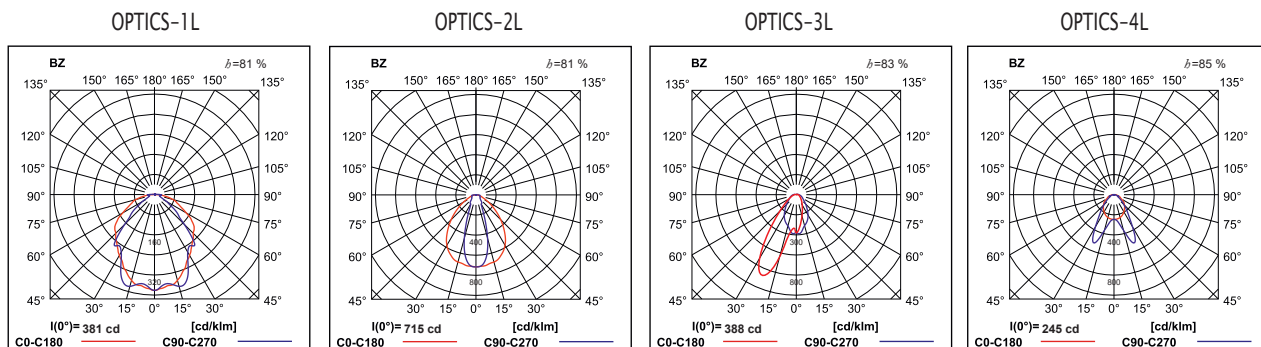 OPTICS-1L
BZ
ℎ=81 %
150° 165° 180° 165° 150°
135° 135°
120° 120°
105° 105°
90° 90°
75° 75°
160
60° 60°
320
45° 45°
30° 15° 0° 15° 30°
I(0°)= 381 cd [cd/klm]
C0-C180 C90-C270
OPTICS-2L
BZ
ℎ=81 %
150° 165° 180° 165° 150°
135° 135°
120° 120°
105° 105°
90° 90°
75° 75°
400
60° 60°
800
45° 45°
30° 15° 0° 15° 30°
I(0°)= 715 cd [cd/klm]
C0-C180 C90-C270
OPTICS-3L
BZ
ℎ=83 %
150° 165° 180° 165° 150°
135° 135°
120° 120°
105° 105°
90° 90°
75° 75°
300
60° 60°
800
45° 45°
30° 15° 0° 15° 30°
I(0°)= 388 cd [cd/klm]
C0-C180 C90-C270
OPTICS-4L
BZ
ℎ=85 %
150° 165° 180° 165° 150°
135° 135°
120° 120°
105° 105°
90° 90°
75° 75°
400
60° 60°
800
45° 45°
30° 15° 0° 15° 30°
I(0°)= 245 cd [cd/klm]
C0-C180 C90-C270